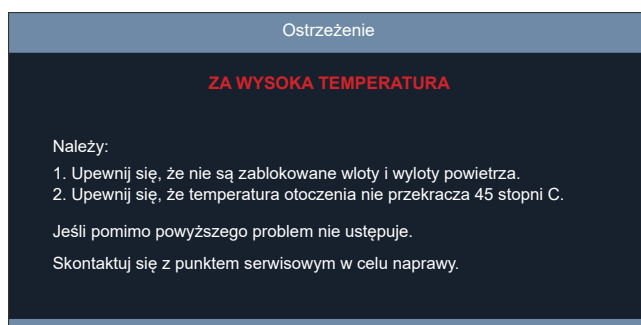 Ostrzeżenie
ZA WYSOKA TEMPERATURA
Należy:
1. Upewnij się, że nie są zablokowane wloty i wyloty powietrza.
2. Upewnij się, że temperatura otoczenia nie przekracza 45 stopni C.
Jeśli pomimo powyższego problem nie ustępuje.
Skontaktuj się z punktem serwisowym w celu naprawy.